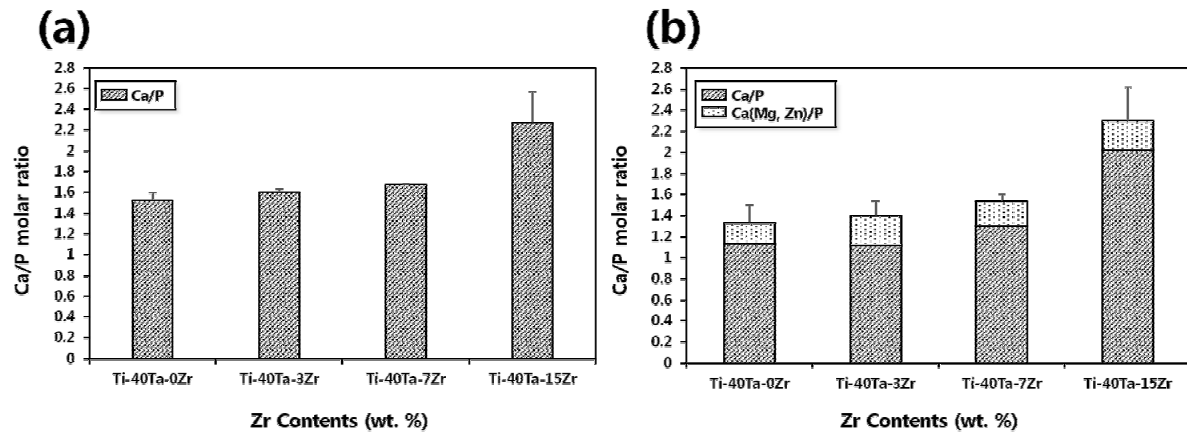 (a)
Ca/P molar ratio
2.8
2.6
2.4
2.2
2
1.8
1.6
1.4
1.2
1
0.8
0.6
0.4
0.2
0
Ca/P
Ti-40Ta-0Zr
Ti-40Ta-3Zr
Ti-40Ta-7Zr
Ti-40Ta-15Zr
Zr Contents (wt. %)
(b)
Ca/P molar ratio
2.8
2.6
2.4
2.2
2
1.8
1.6
1.4
1.2
1
0.8
0.6
0.4
0.2
0
Ca/P
Ca(Mg, Zn)/P
Ti-40Ta-0Zr
Ti-40Ta-3Zr
Ti-40Ta-7Zr
Ti-40Ta-15Zr
Zr Contents (wt. %)